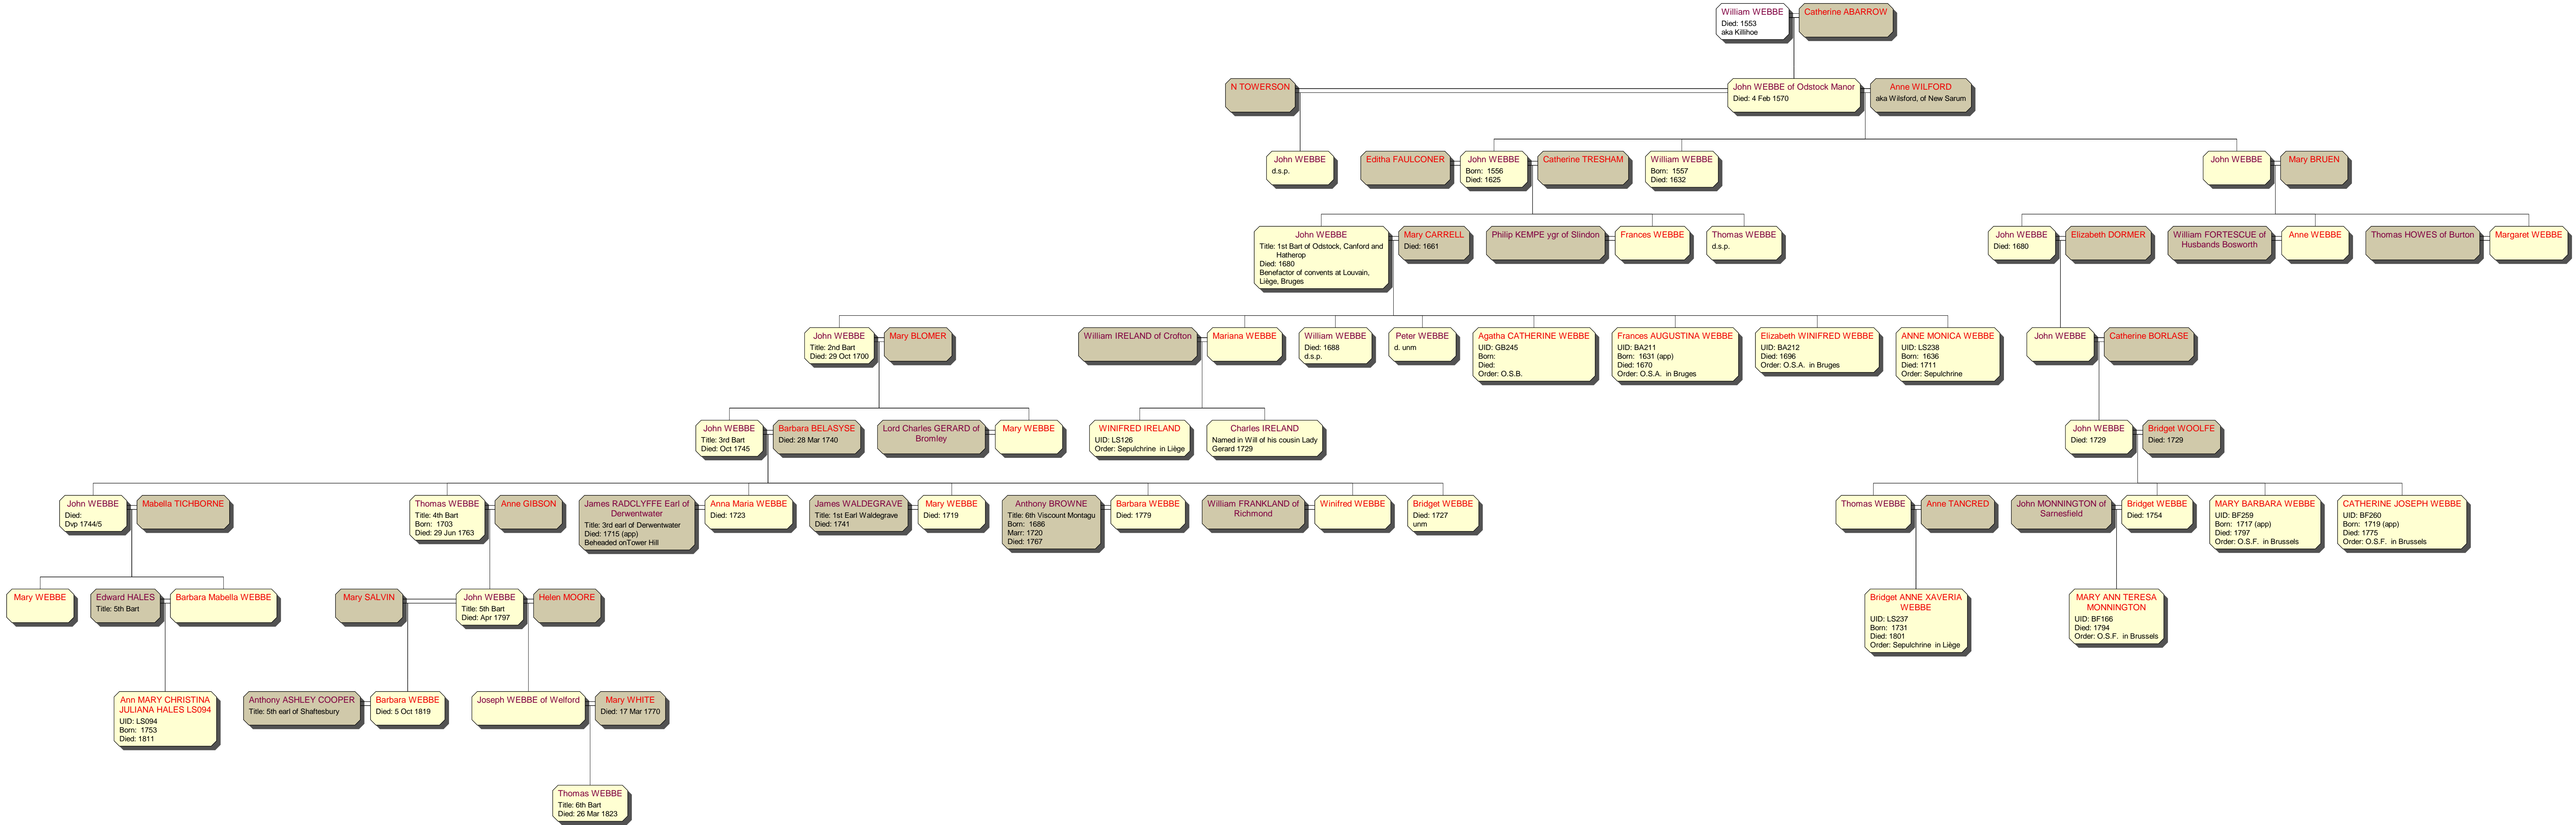 William WEBBE
Died: 1553
aka Killihoe
Catherine ABARROW
N TOWERSON
John WEBBE of Odstock Manor
Died: 4 Feb 1570
Anne WILFORD
aka Wilsford, of New Sarum
John WEBBE
d.s.p.
Editha FAULCONER
John WEBBE
Born: 1556
Died: 1625
Catherine TRESHAM
William WEBBE
Born: 1557
Died: 1632
John WEBBE
Mary BRUEN
John WEBBE
Title: 1st Bart of Odstock, Canford and
Hatherop
Died: 1680
Benefactor of convents at Louvain,
Liège, Bruges
Mary CARRELL
Died: 1661
Philip KEMPE ygr of Slindon
Frances WEBBE
Thomas WEBBE
d.s.p.
John WEBBE
Died: 1680
Elizabeth DORMER
William FORTESCUE of
Husbands Bosworth
Anne WEBBE
Thomas HOWES of Burton
Margaret WEBBE
John WEBBE
Title: 2nd Bart
Died: 29 Oct 1700
Mary BLOMER
William IRELAND of Crofton
Mariana WEBBE
William WEBBE
Died: 1688
d.s.p.
Peter WEBBE
d. unm
Agatha CATHERINE WEBBE
UID: GB245
Born:
Died:
Order: O.S.B.
Frances AUGUSTINA WEBBE
UID: BA211
Born: 1631 (app)
Died: 1670
Order: O.S.A. in Bruges
Elizabeth WINIFRED WEBBE
UID: BA212
Died: 1696
Order: O.S.A. in Bruges
ANNE MONICA WEBBE
UID: LS238
Born: 1636
Died: 1711
Order: Sepulchrine
John WEBBE
Catherine BORLASE
John WEBBE
Title: 3rd Bart
Died: Oct 1745
Barbara BELASYSE
Died: 28 Mar 1740
Lord Charles GERARD of
Bromley
Mary WEBBE
WINIFRED IRELAND
UID: LS126
Order: Sepulchrine in Liège
Charles IRELAND
Named in Will of his cousin Lady
Gerard 1729
John WEBBE
Died: 1729
Bridget WOOLFE
Died: 1729
John WEBBE
Died:
Dvp 1744/5
Mabella TICHBORNE
Thomas WEBBE
Title: 4th Bart
Born: 1703
Died: 29 Jun 1763
Anne GIBSON
James RADCLYFFE Earl of
Derwentwater
Title: 3rd earl of Derwentwater
Died: 1715 (app)
Beheaded onTower Hill
Anna Maria WEBBE
Died: 1723
James WALDEGRAVE
Title: 1st Earl Waldegrave
Died: 1741
Mary WEBBE
Died: 1719
Anthony BROWNE
Title: 6th Viscount Montagu
Born: 1686
Marr: 1720
Died: 1767
Barbara WEBBE
Died: 1779
William FRANKLAND of
Richmond
Winifred WEBBE
Bridget WEBBE
Died: 1727
unm
Thomas WEBBE
Anne TANCRED
John MONNINGTON of
Sarnesfield
Bridget WEBBE
Died: 1754
MARY BARBARA WEBBE
UID: BF259
Born: 1717 (app)
Died: 1797
Order: O.S.F. in Brussels
CATHERINE JOSEPH WEBBE
UID: BF260
Born: 1719 (app)
Died: 1775
Order: O.S.F. in Brussels
Mary WEBBE
Edward HALES
Title: 5th Bart
Barbara Mabella WEBBE
Mary SALVIN
John WEBBE
Title: 5th Bart
Died: Apr 1797
Helen MOORE
Bridget ANNE XAVERIA
WEBBE
UID: LS237
Born: 1731
Died: 1801
Order: Sepulchrine in Liège
MARY ANN TERESA
MONNINGTON
UID: BF166
Died: 1794
Order: O.S.F. in Brussels
Ann MARY CHRISTINA
JULIANA HALES LS094
UID: LS094
Born: 1753
Died: 1811
Anthony ASHLEY COOPER
Title: 5th earl of Shaftesbury
Barbara WEBBE
Died: 5 Oct 1819
Joseph WEBBE of Welford
Mary WHITE
Died: 17 Mar 1770
Thomas WEBBE
Title: 6th Bart
Died: 26 Mar 1823